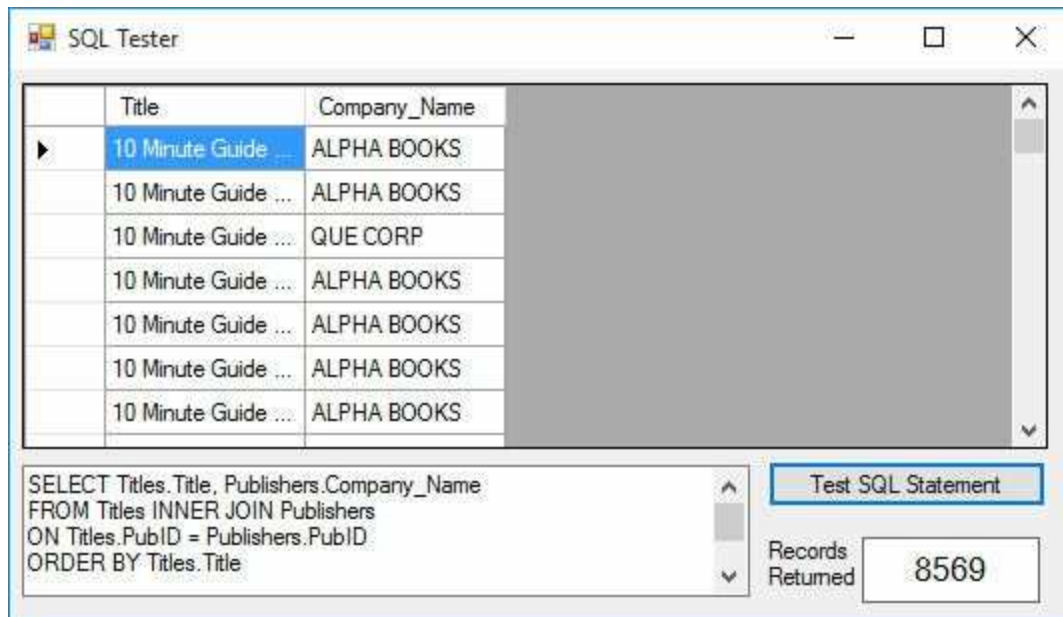 SQL Tester
Title Company_Name
10 Minute Guide ... ALPHA BOOKS
10 Minute Guide ... ALPHA BOOKS
10 Minute Guide ... QUE CORP
10 Minute Guide ... ALPHA BOOKS
10 Minute Guide ... ALPHA BOOKS
10 Minute Guide ... ALPHA BOOKS
10 Minute Guide ... ALPHA BOOKS
SELECT Titles.Title, Publishers.Company_Name
FROM Titles INNER JOIN Publishers
ON Titles.PubID = Publishers.PubID
ORDER BY Titles.Title
Test SQL Statement
Records
Returned 8569